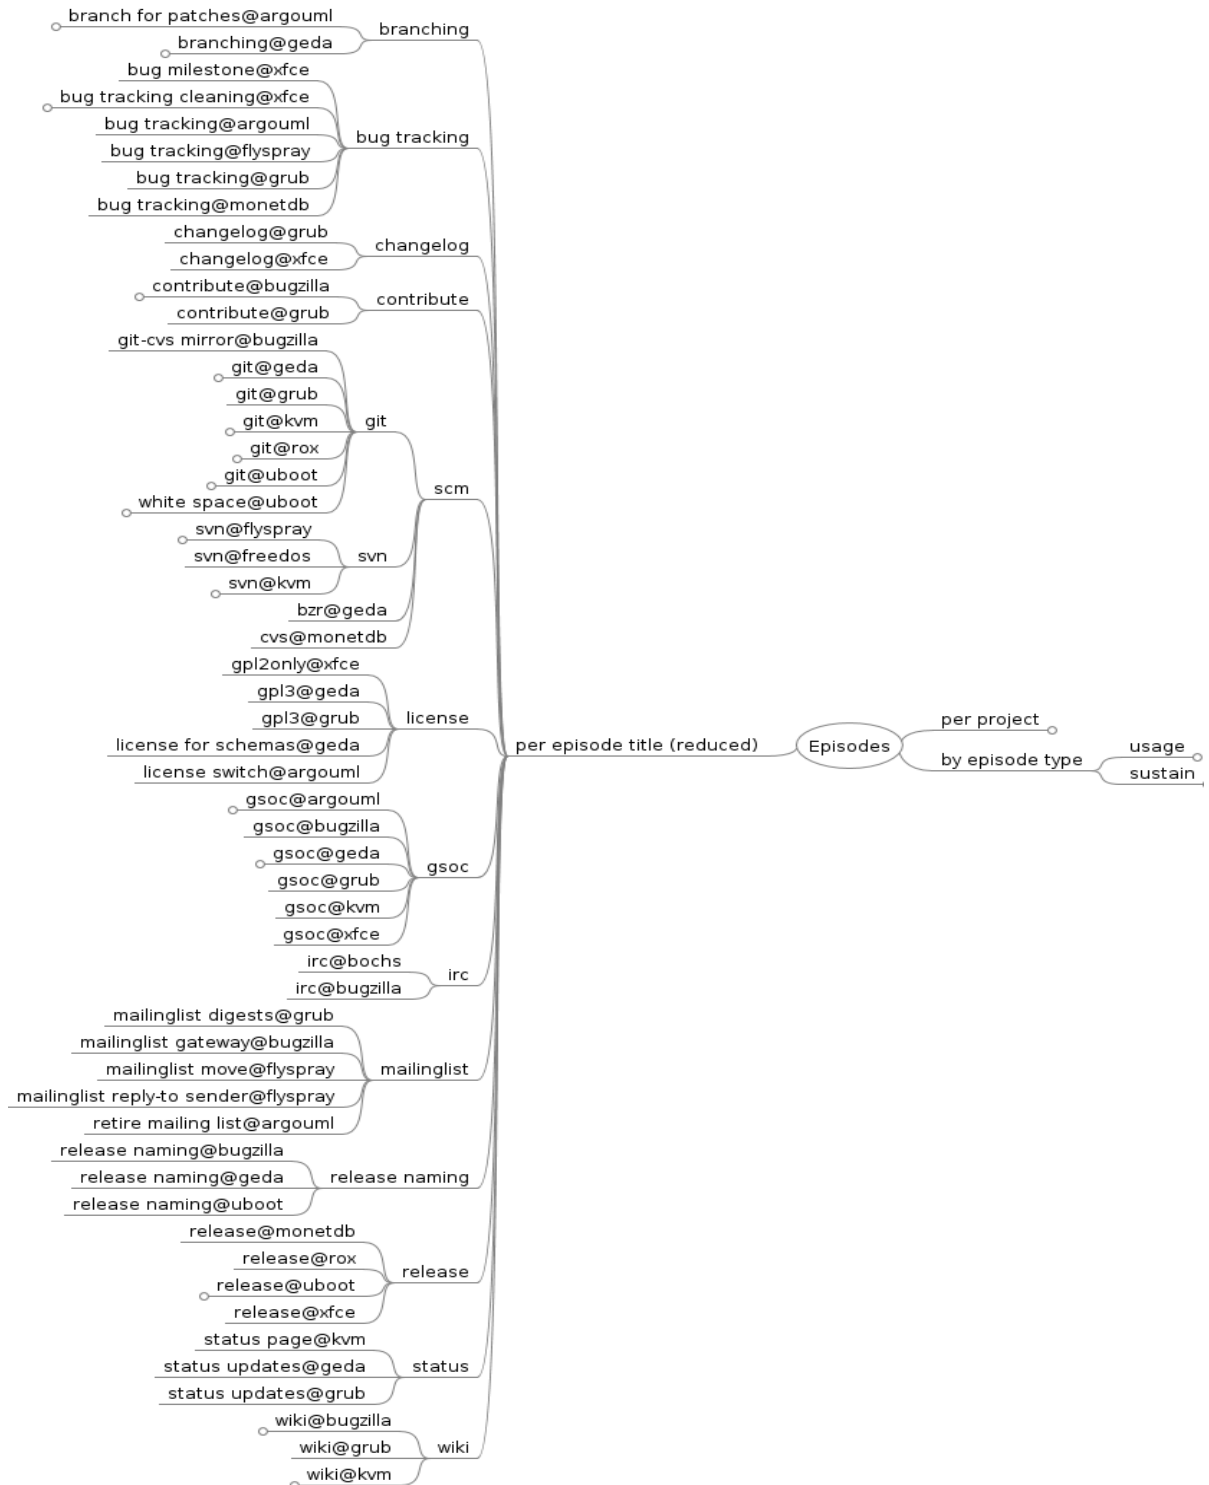 branch for patches@argouml
branching@geda
branching
bug milestone@xfce
bug tracking cleaning@xfce
bug tracking@argouml
bug tracking@flyspray
bug tracking@grub
bug tracking@monetdb
bug tracking
changelog@grub
changelog@xfce
changelog
contribute@bugzilla
contribute@grub
contribute
git-cvs mirror@bugzilla
git@geda
git@grub
git@kvm
git@rox
git@uboot
white space@uboot
git
svn@flyspray
svn@freedos
svn@kvm
svn
bzr@geda
cvs@monetdb
scm
gpl2only@xfce
gpl3@geda
gpl3@grub
license for schemas@geda
license switch@argouml
license
gsoc@argouml
gsoc@bugzilla
gsoc@geda
gsoc@grub
gsoc@kvm
gsoc@xfce
gsoc
irc@bochs
irc@bugzilla
irc
mailinglist digests@grub
mailinglist gateway@bugzilla
mailinglist move@flyspray
mailinglist reply-to sender@flyspray
retire mailing list@argouml
mailinglist
release naming@bugzilla
release naming@geda
release naming@uboot
release naming
release@monetdb
release@rox
release@uboot
release@xfce
release
status page@kvm
status updates@geda
status updates@grub
status
wiki@bugzilla
wiki@grub
wiki@kvm
wiki
per episode title (reduced)
Episodes
per project
by episode type
usage
sustain